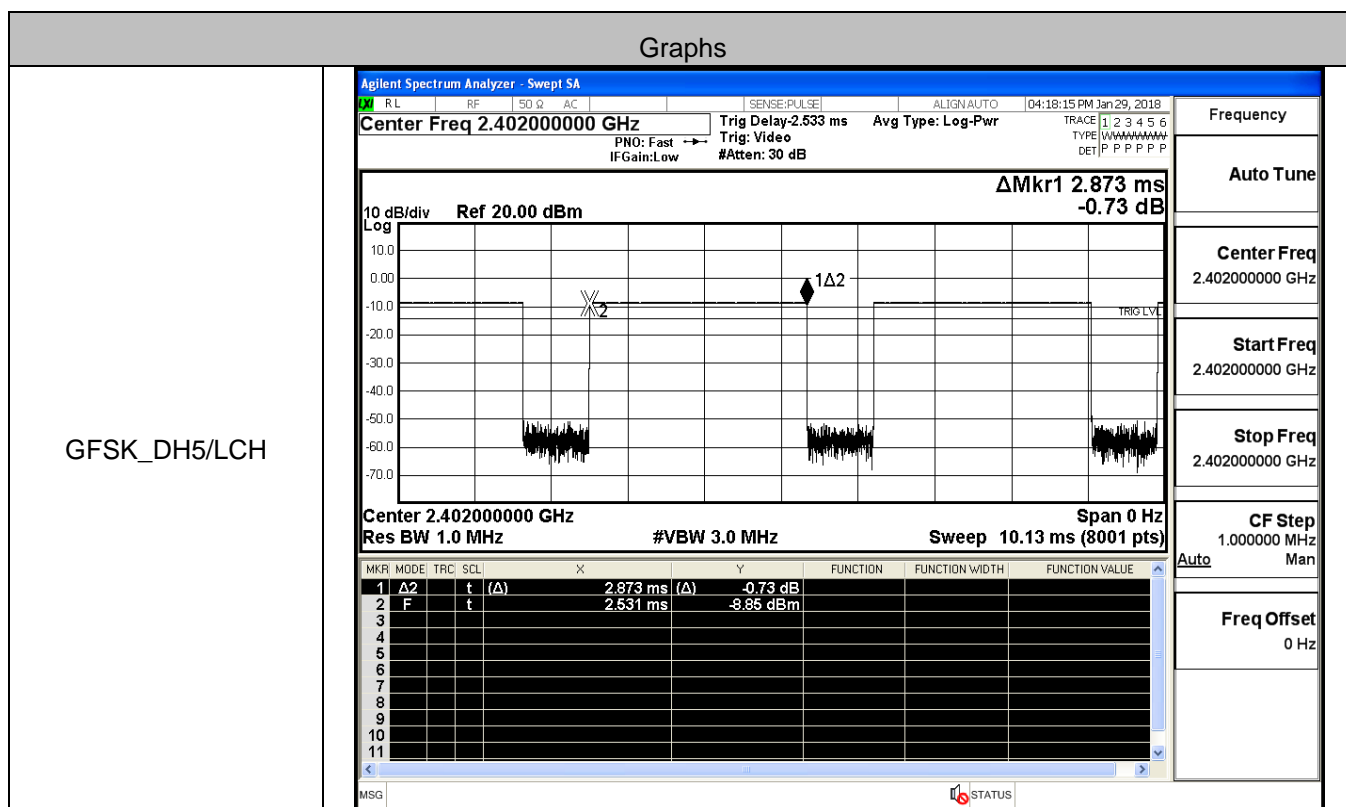 Graphs
GFSK_DH5/LCH
Agilent Spectrum Analyzer - Swept SA
LXI RL RF 50 Ω AC SENSE:PULSE ALIGN AUTO 04:18:15 PM Jan 29, 2018
Center Freq 2.402000000 GHz
PNO: Fast
IFGain:Low
Trig Delay-2.533 ms
Trig: Video
#Atten: 30 dB
Avg Type: Log-Pwr
TRACE 1 2 3 4 5 6
TYPE WWWWWW
DET P P P P P P
ΔMkr1 2.873 ms
-0.73 dB
10 dB/div Ref 20.00 dBm
Log
10.0
0.00
-10.0
-20.0
-30.0
-40.0
-50.0
-60.0
-70.0
1Δ2
2
TRIG LVL
Center 2.402000000 GHz Span 0 Hz
Res BW 1.0 MHz #VBW 3.0 MHz Sweep 10.13 ms (8001 pts)
MKR MODE TRC SCL X Y FUNCTION FUNCTION WIDTH FUNCTION VALUE
1 Δ2 t (Δ) 2.873 ms (Δ) -0.73 dB
2 F t 2.531 ms -8.85 dBm
3
4
5
6
7
8
9
10
11
MSG STATUS
Frequency
Auto Tune
Center Freq
2.402000000 GHz
Start Freq
2.402000000 GHz
Stop Freq
2.402000000 GHz
CF Step
1.000000 MHz
Auto Man
Freq Offset
0 Hz